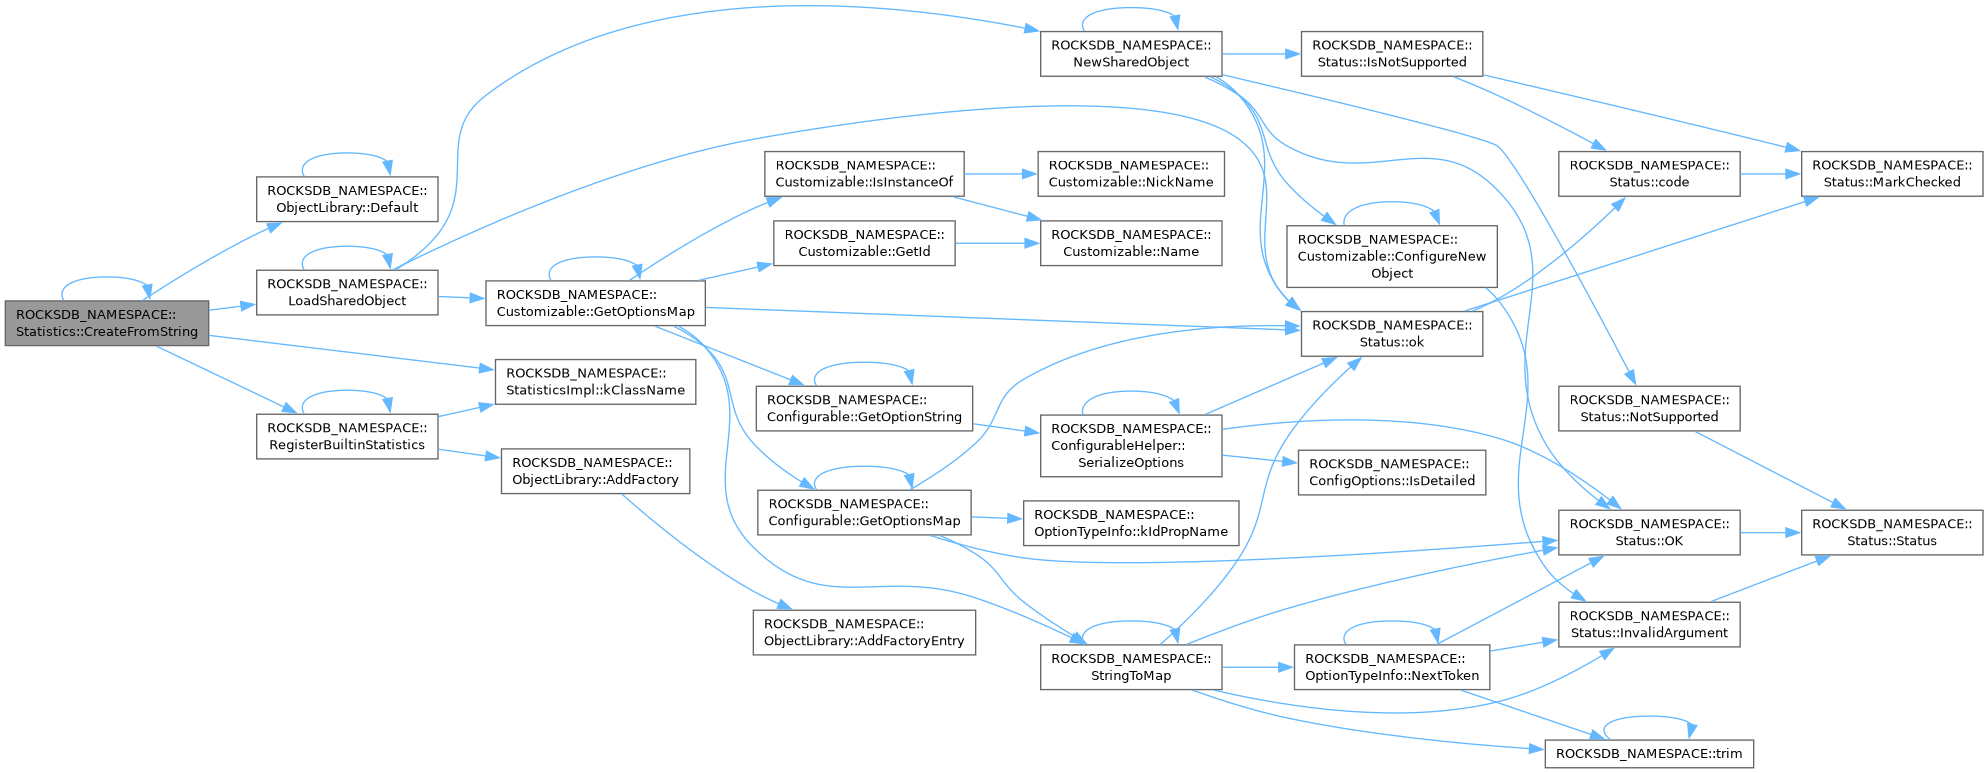 ROCKSDB_NAMESPACE::
Statistics::CreateFromString
ROCKSDB_NAMESPACE::
ObjectLibrary::Default
ROCKSDB_NAMESPACE::
LoadSharedObject
ROCKSDB_NAMESPACE::
RegisterBuiltinStatistics
ROCKSDB_NAMESPACE::
Customizable::GetOptionsMap
ROCKSDB_NAMESPACE::
StatisticsImpl::kClassName
ROCKSDB_NAMESPACE::
ObjectLibrary::AddFactory
ROCKSDB_NAMESPACE::
Customizable::IsInstanceOf
ROCKSDB_NAMESPACE::
Customizable::GetId
ROCKSDB_NAMESPACE::
Configurable::GetOptionString
ROCKSDB_NAMESPACE::
Configurable::GetOptionsMap
ROCKSDB_NAMESPACE::
ObjectLibrary::AddFactoryEntry
ROCKSDB_NAMESPACE::
NewSharedObject
ROCKSDB_NAMESPACE::
Customizable::NickName
ROCKSDB_NAMESPACE::
Customizable::Name
ROCKSDB_NAMESPACE::
ConfigurableHelper::
SerializeOptions
ROCKSDB_NAMESPACE::
OptionTypeInfo::kIdPropName
ROCKSDB_NAMESPACE::
StringToMap
ROCKSDB_NAMESPACE::
Status::IsNotSupported
ROCKSDB_NAMESPACE::
Customizable::ConfigureNew
Object
ROCKSDB_NAMESPACE::
Status::ok
ROCKSDB_NAMESPACE::
ConfigOptions::IsDetailed
ROCKSDB_NAMESPACE::
OptionTypeInfo::NextToken
ROCKSDB_NAMESPACE::
Status::code
ROCKSDB_NAMESPACE::
Status::NotSupported
ROCKSDB_NAMESPACE::
Status::OK
ROCKSDB_NAMESPACE::
Status::InvalidArgument
ROCKSDB_NAMESPACE::trim
ROCKSDB_NAMESPACE::
Status::MarkChecked
ROCKSDB_NAMESPACE::
Status::Status